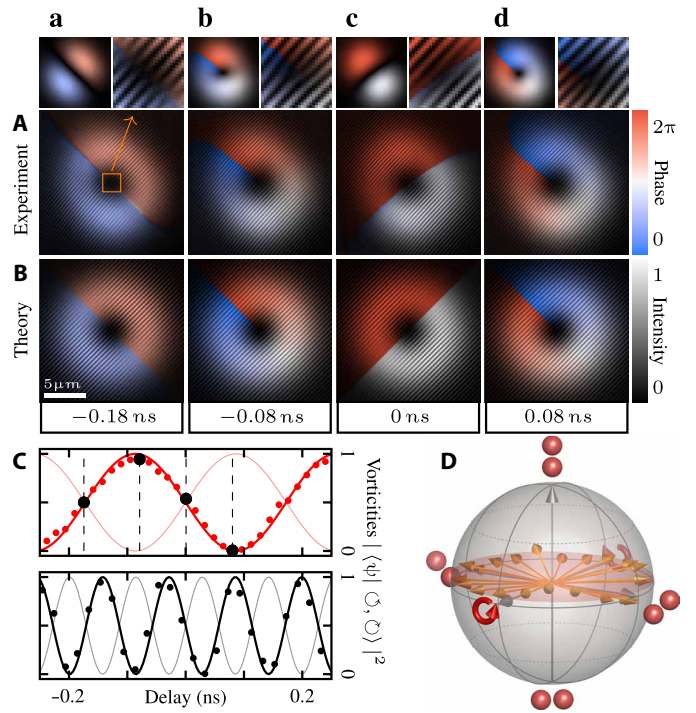 a b c d
A
Experiment
2π
Phase
0
B
Theory
1
Intensity
0
5 μm
−0.18 ns −0.08 ns 0 ns 0.08 ns
C
1
0
1
0
Vorticities | ⟨ψ| ↺, ↻⟩ |²
−0.2 Delay (ns) 0.2
D